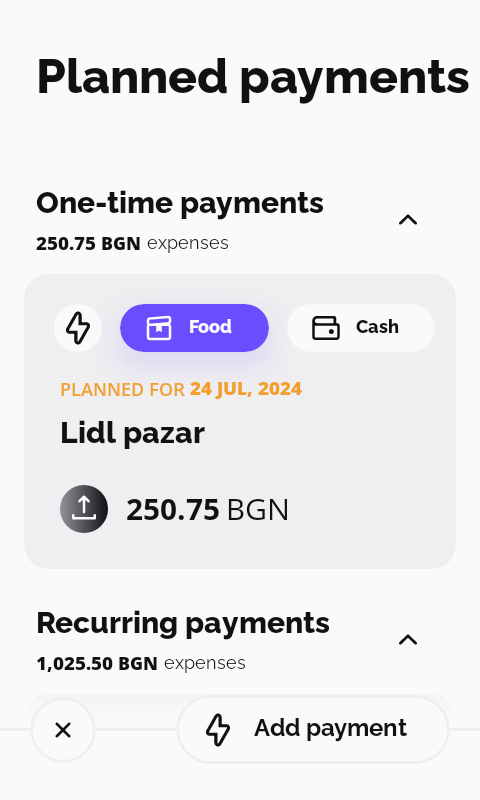 Planned payments
One-time payments
250.75 BGN expenses
Food
Cash
PLANNED FOR 24 JUL, 2024
Lidl pazar
250.75 BGN
Recurring payments
1,025.50 BGN expenses
Add payment